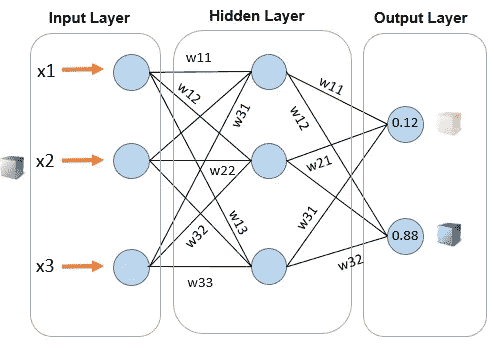 Input Layer
Hidden Layer
Output Layer
x1
x2
x3
w11
w12
w31
w22
w13
w32
w33
w11
w12
w21
w31
w32
0.12
0.88